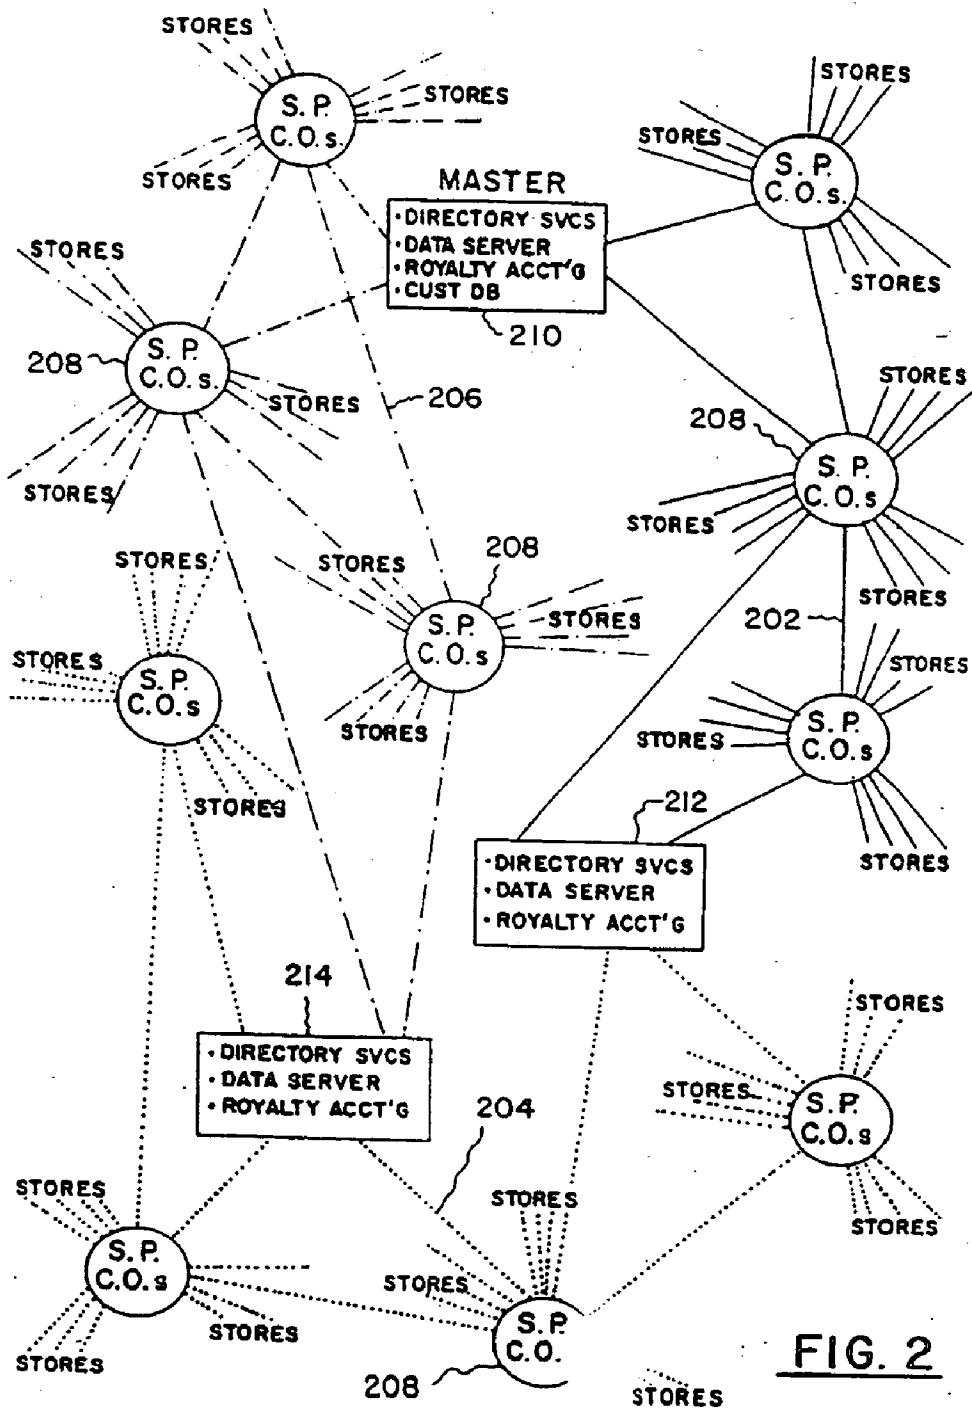 STORES
S. P.
C.O.s.
STORES
STORES
STORES
STORES
S. P.
C.O.s.
STORES
MASTER
• DIRECTORY SVCS
• DATA SERVER
• ROYALTY ACCT'G
• CUST DB
210
STORES
208
S. P.
C.O.s.
STORES
STORES
206
STORES
208
S. P.
C.O.s
STORES
STORES
202
STORES
208
S. P.
C.O.s
STORES
STORES
STORES
STORES
S. P.
C.O.s
STORES
STORES
S. P.
C.O.s
STORES
STORES
212
• DIRECTORY SVCS
• DATA SERVER
• ROYALTY ACCT'G
214
• DIRECTORY SVCS
• DATA SERVER
• ROYALTY ACCT'G
204
STORES
STORES
S. P.
C.O.s
STORES
STORES
S. P.
C.O.s
STORES
STORES
STORES
STORES
S. P.
C.O.
208
STORES
FIG. 2